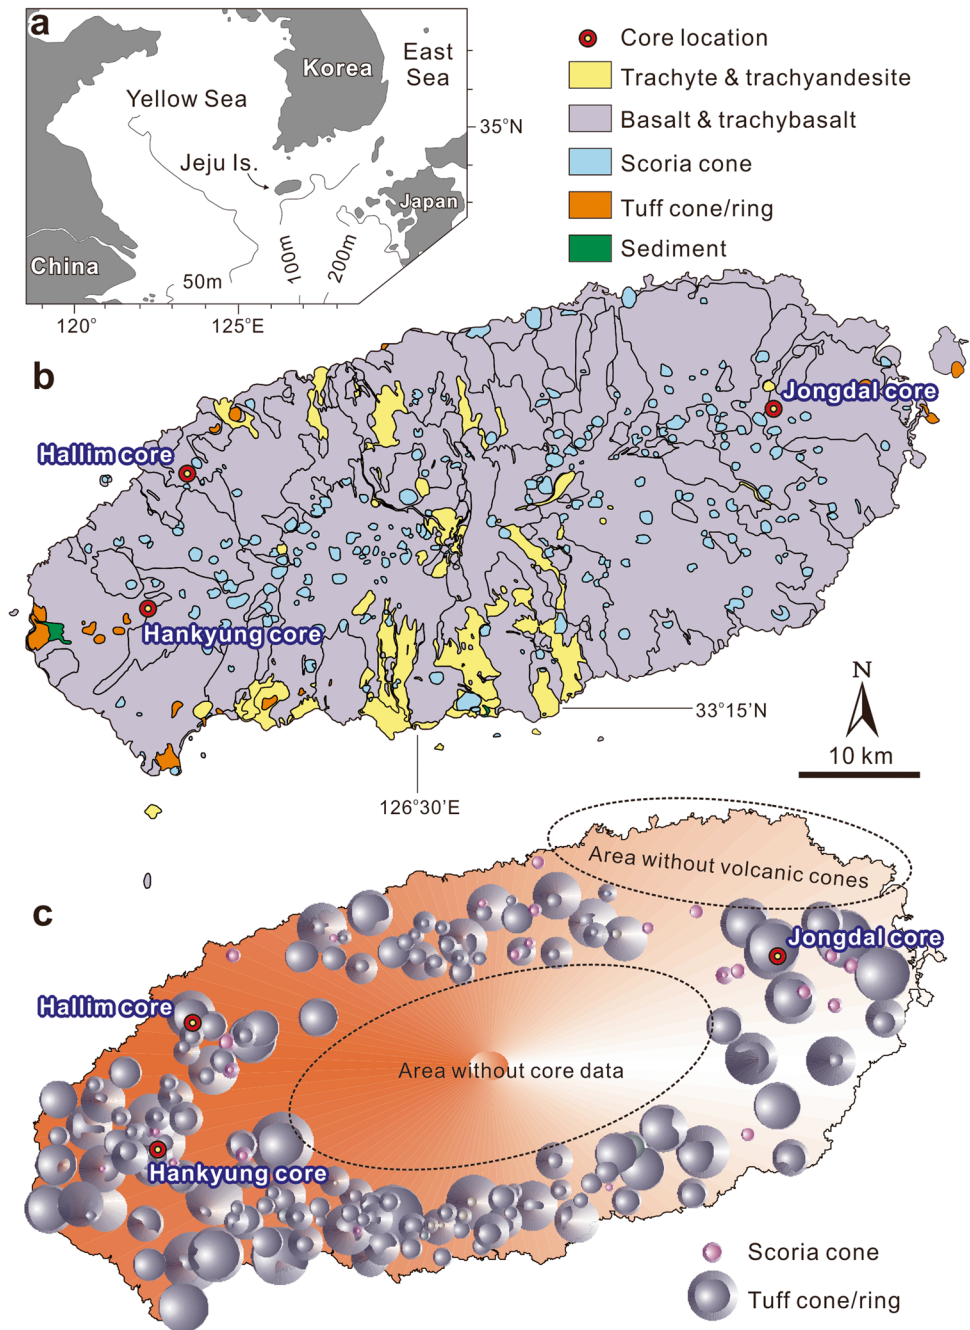 a
Korea
East
Sea
Yellow Sea
35°N
Jeju Is.
Japan
China
50m
100m
200m
120°
125°E
Core location
Trachyte & trachyandesite
Basalt & trachybasalt
Scoria cone
Tuff cone/ring
Sediment
b
Jongdal core
Hallim core
Hankyung core
N
33°15'N
10 km
126°30'E
Area without volcanic cones
c
Jongdal core
Hallim core
Area without core data
Hankyung core
Scoria cone
Tuff cone/ring